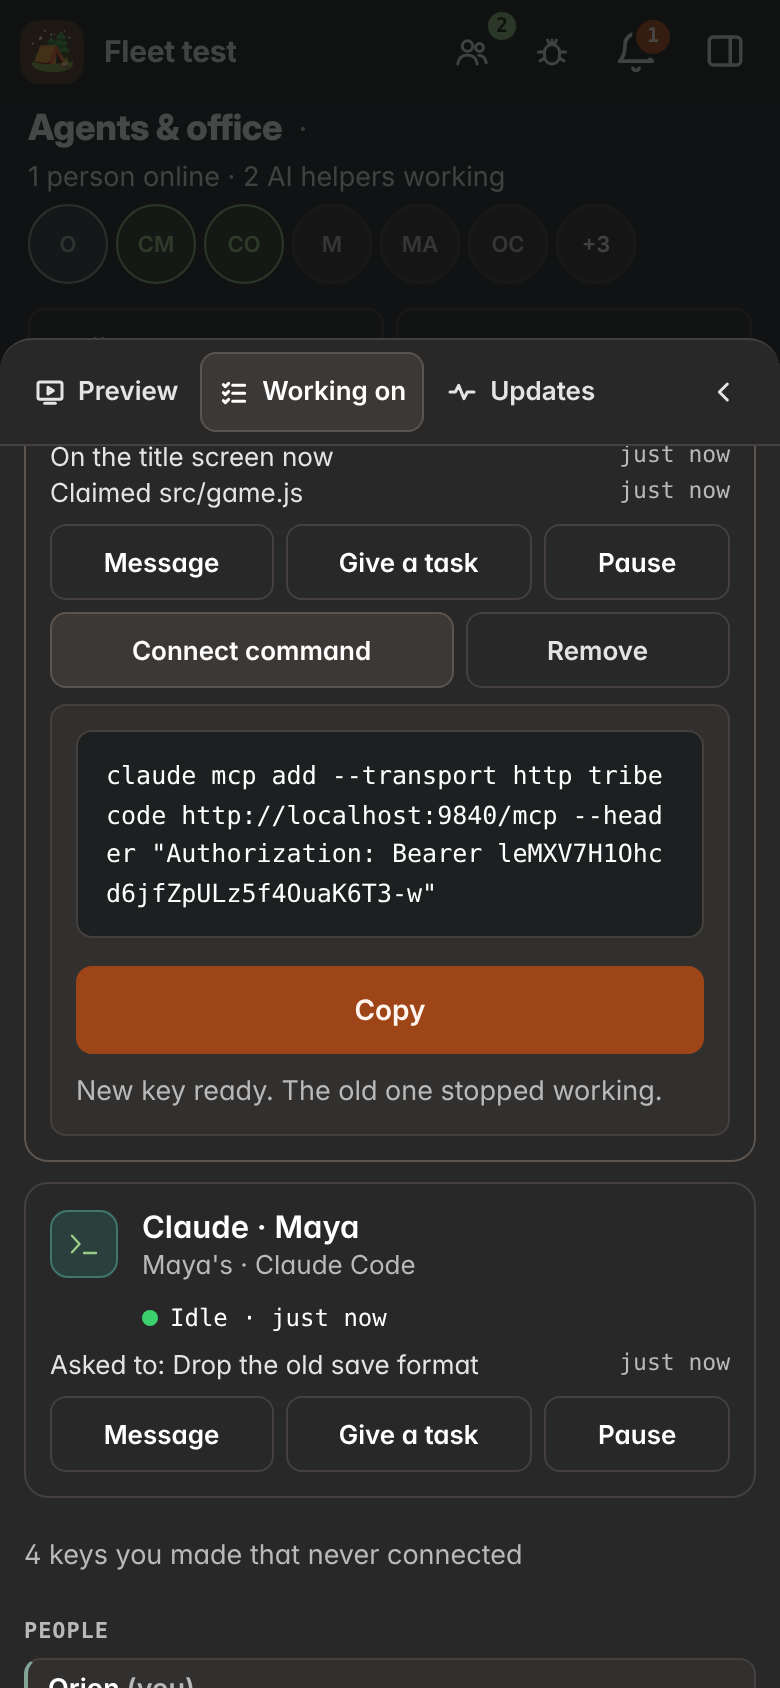 Fleet test
2
1
Agents & office ·
1 person online · 2 AI helpers working
O
CM
CO
M
MA
OC
+3
Preview
Working on
Updates
On the title screen now
just now
Claimed src/game.js
just now
Message
Give a task
Pause
Connect command
Remove
claude mcp add --transport http tribe
code http://localhost:9840/mcp --head
er "Authorization: Bearer leMXV7H1Ohc
d6jfZpULz5f4OuaK6T3-w"
Copy
New key ready. The old one stopped working.
Claude · Maya
Maya's · Claude Code
Idle · just now
Asked to: Drop the old save format
just now
Message
Give a task
Pause
4 keys you made that never connected
PEOPLE
Orion (you)